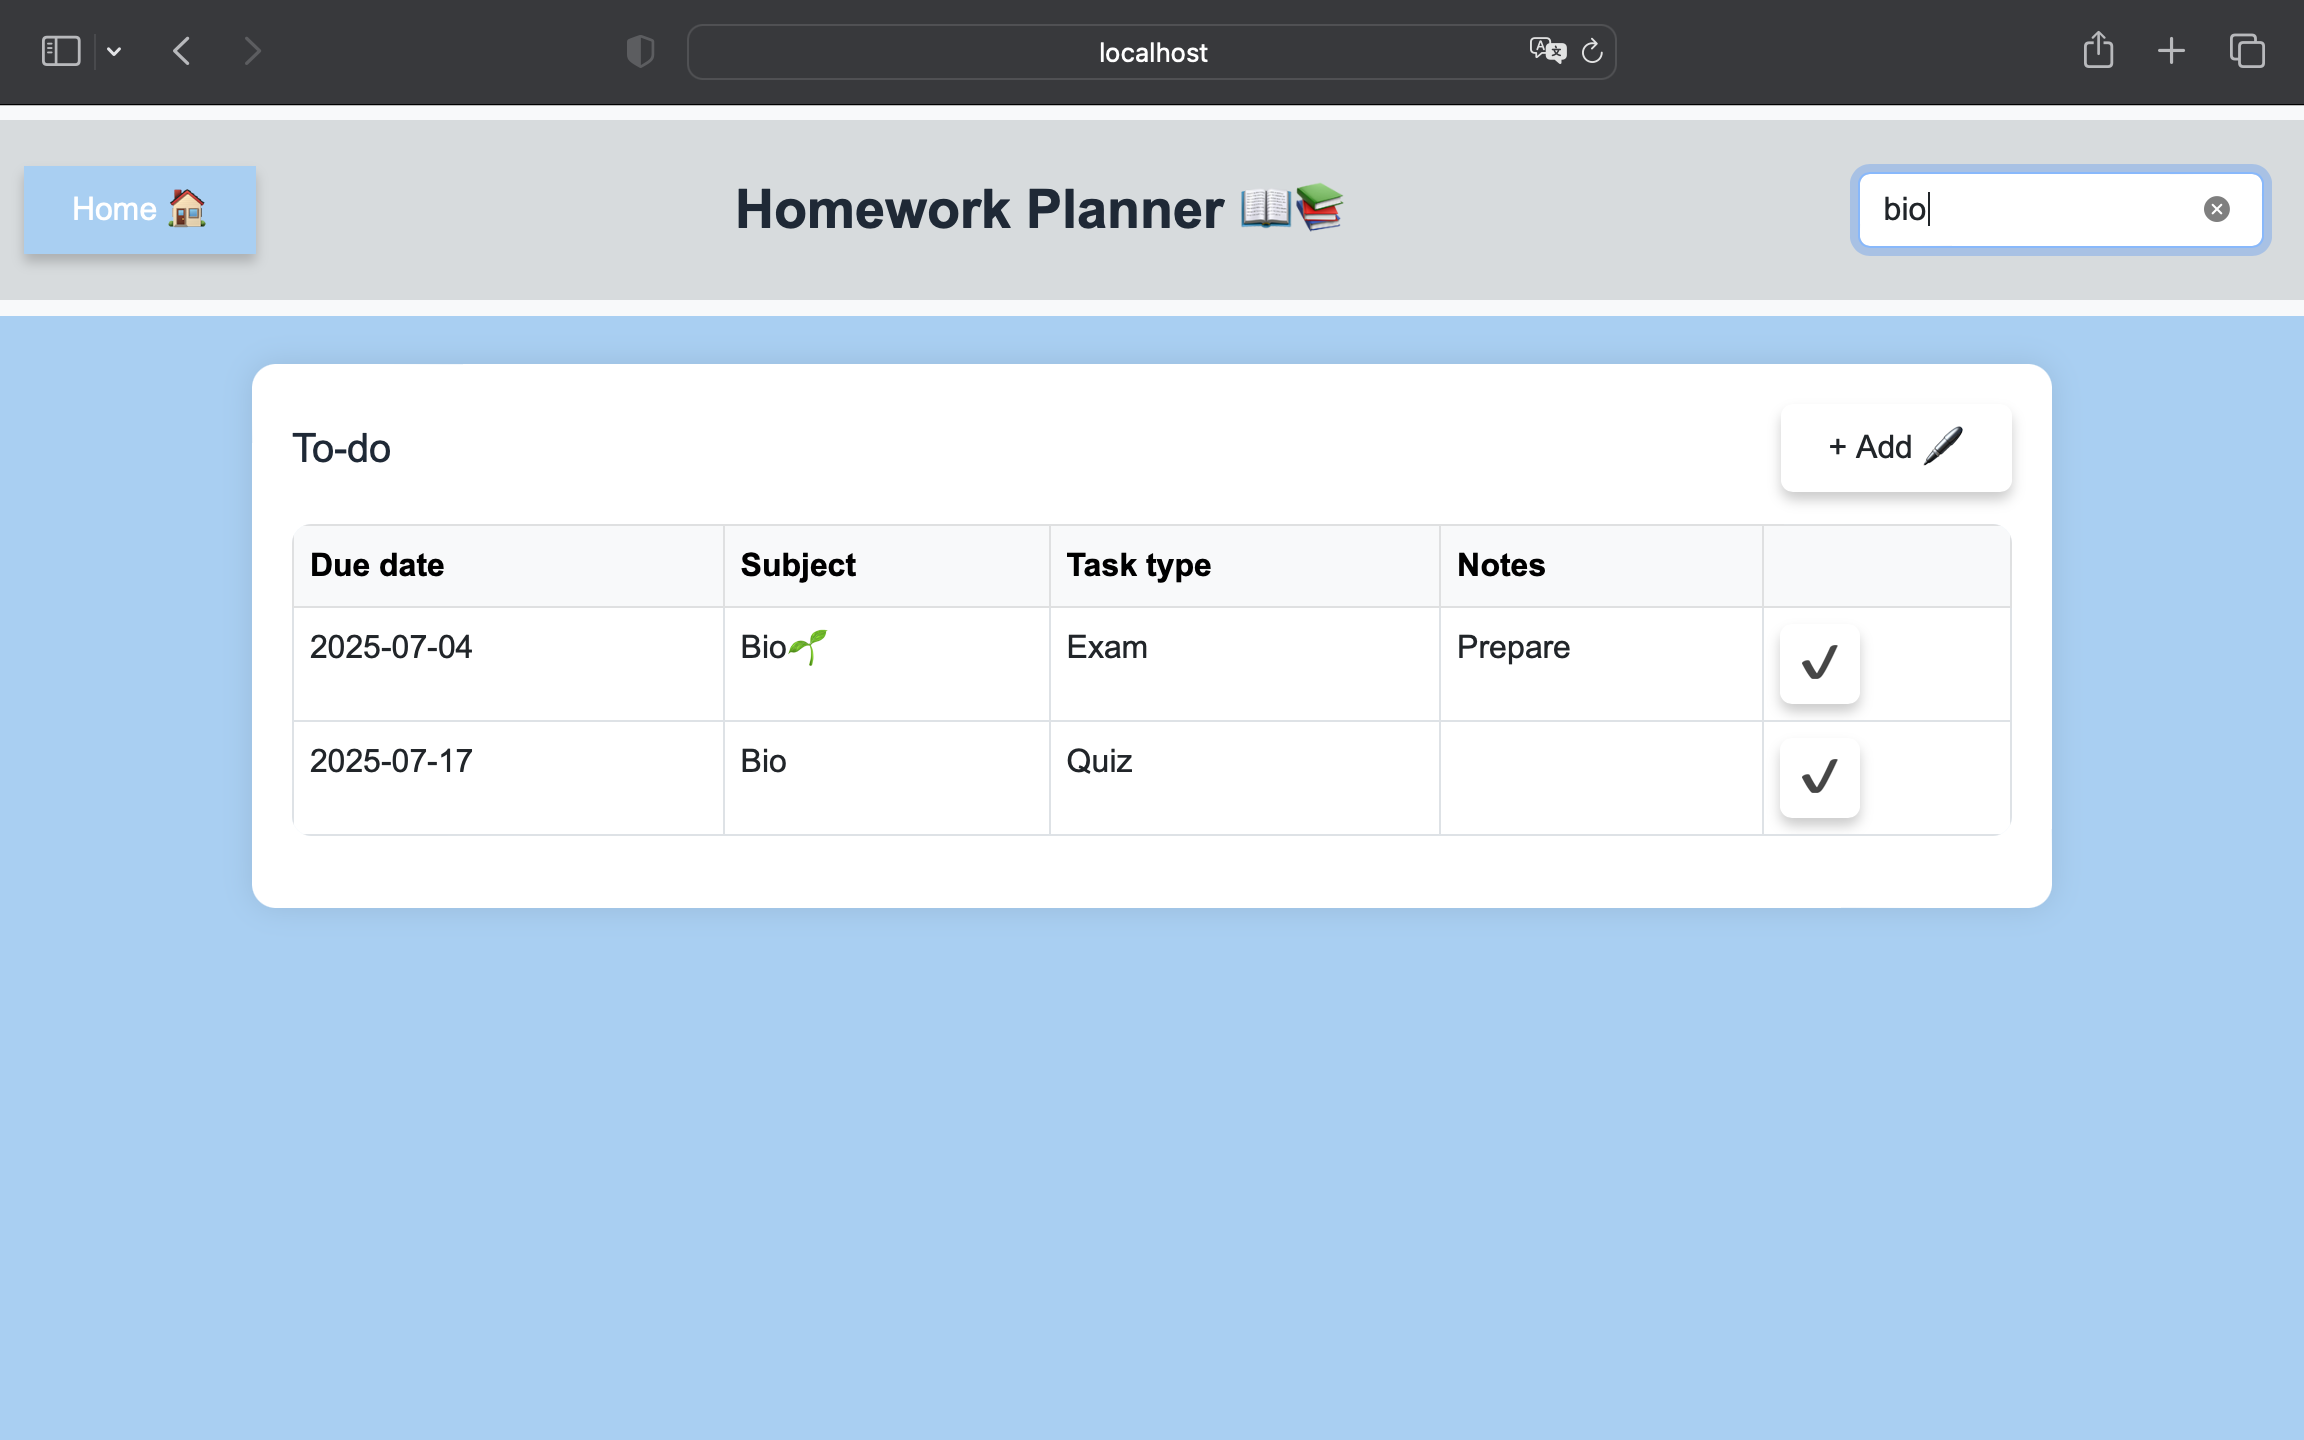 localhost
Home 🏠
Homework Planner 📖📚
bio
To-do
+ Add 🖊️
Due date Subject Task type Notes
2025-07-04 Bio🌱 Exam Prepare ✔
2025-07-17 Bio Quiz ✔